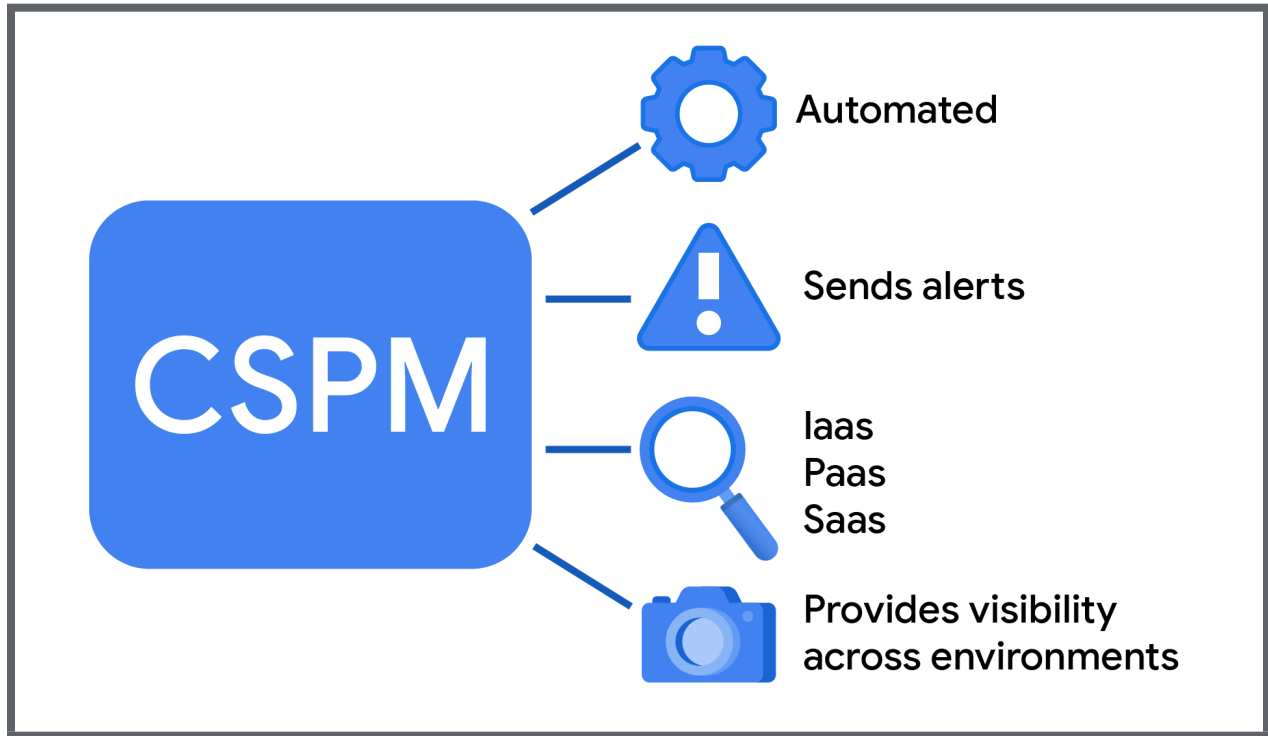 CSPM
Automated
Sends alerts
Iaas
Paas
Saas
Provides visibility
across environments